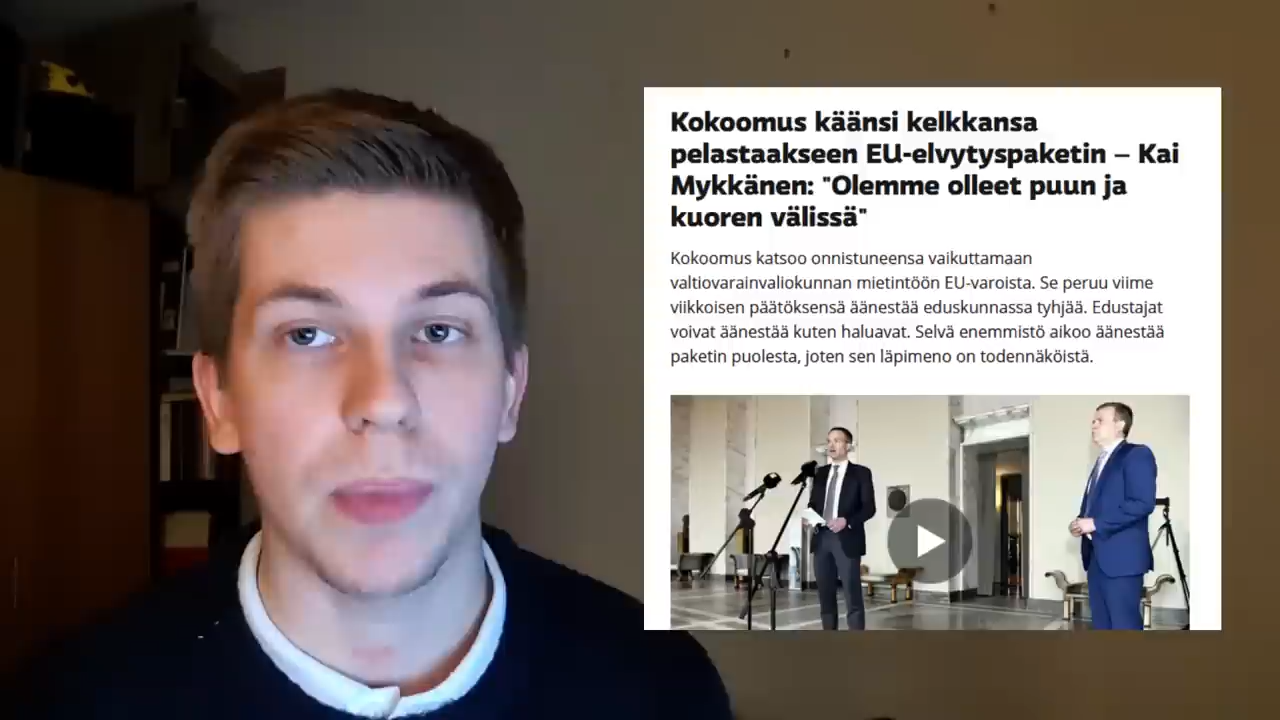 Kokoomus käänsi kelkkansa
pelastaakseen EU-elvytyspaketin – Kai
Mykkänen: "Olemme olleet puun ja
kuoren välissä"
Kokoomus katsoo onnistuneensa vaikuttamaan
valtiovarainvaliokunnan mietintöön EU-varoista. Se peruu viime
viikkoisen päätöksensä äänestää eduskunnassa tyhjää. Edustajat
voivat äänestää kuten haluavat. Selvä enemmistö aikoo äänestää
paketin puolesta, joten sen läpimeno on todennäköistä.